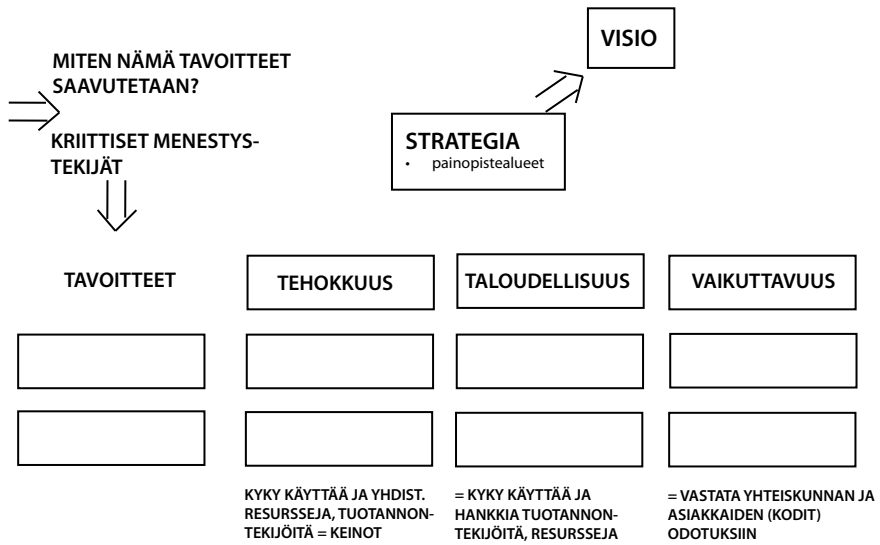 VISIO
MITEN NÄMÄ TAVOITTEET
SAAVUTETAAN?
KRIITTISET MENESTYS-
TEKIJÄT
STRATEGIA
• painopistealueet
TAVOITTEET
TEHOKKUUS
TALOUDELLISUUS
VAIKUTTAVUUS
KYKY KÄYTTÄÄ JA YHDIST.
RESURSSEJA, TUOTANNON-
TEKIJÖITÄ = KEINOT
= KYKY KÄYTTÄÄ JA
HANKKIA TUOTANNON-
TEKIJÖITÄ, RESURSSEJA
= VASTATA YHTEISKUNNAN JA
ASIAKKAIDEN (KODIT)
ODOTUKSIIN